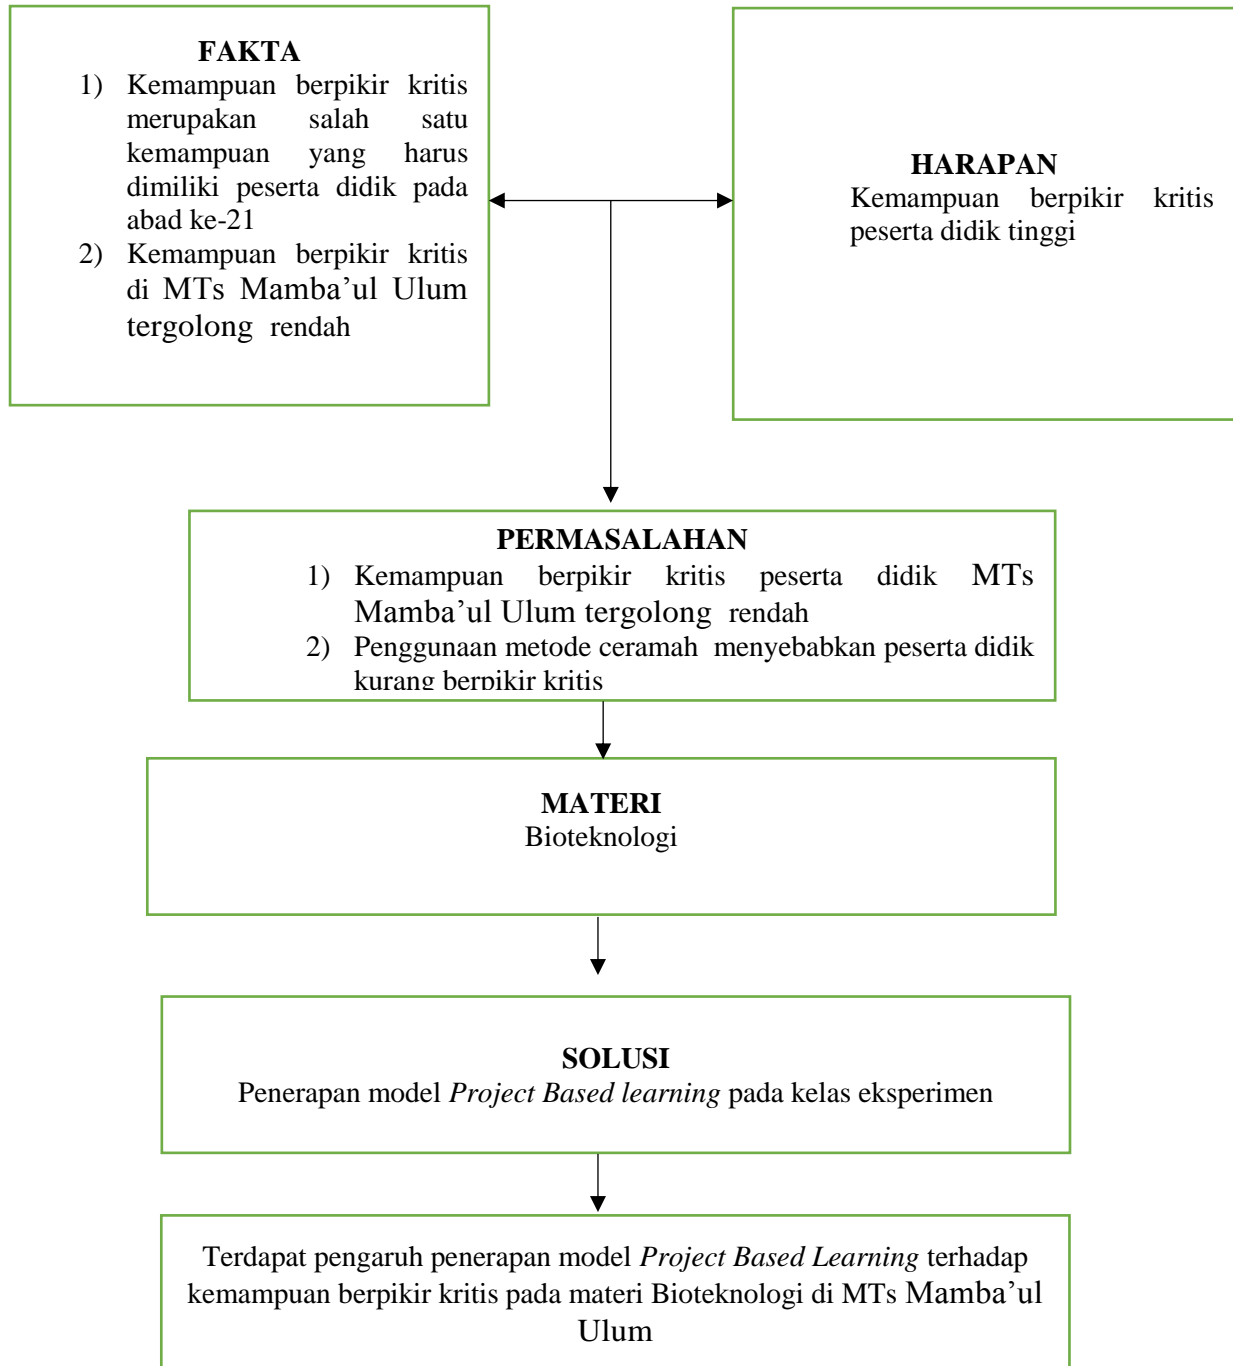 FAKTA
1) Kemampuan berpikir kritis
merupakan salah satu
kemampuan yang harus
dimiliki peserta didik pada
abad ke-21
2) Kemampuan berpikir kritis
di MTs Mamba’ul Ulum
tergolong rendah
HARAPAN
Kemampuan berpikir kritis
peserta didik tinggi
PERMASALAHAN
1) Kemampuan berpikir kritis peserta didik MTs
Mamba’ul Ulum tergolong rendah
2) Penggunaan metode ceramah menyebabkan peserta didik
kurang berpikir kritis
MATERI
Bioteknologi
SOLUSI
Penerapan model Project Based learning pada kelas eksperimen
Terdapat pengaruh penerapan model Project Based Learning terhadap
kemampuan berpikir kritis pada materi Bioteknologi di MTs Mamba’ul
Ulum